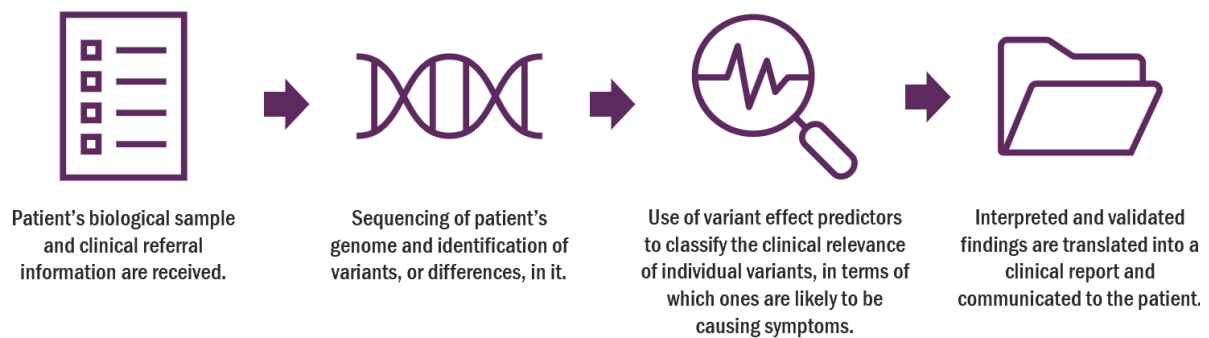 Patient's biological sample
and clinical referral
information are received.
Sequencing of patient's
genome and identification of
variants, or differences, in it.
Use of variant effect predictors
to classify the clinical relevance
of individual variants, in terms of
which ones are likely to be
causing symptoms.
Interpreted and validated
findings are translated into a
clinical report and
communicated to the patient.